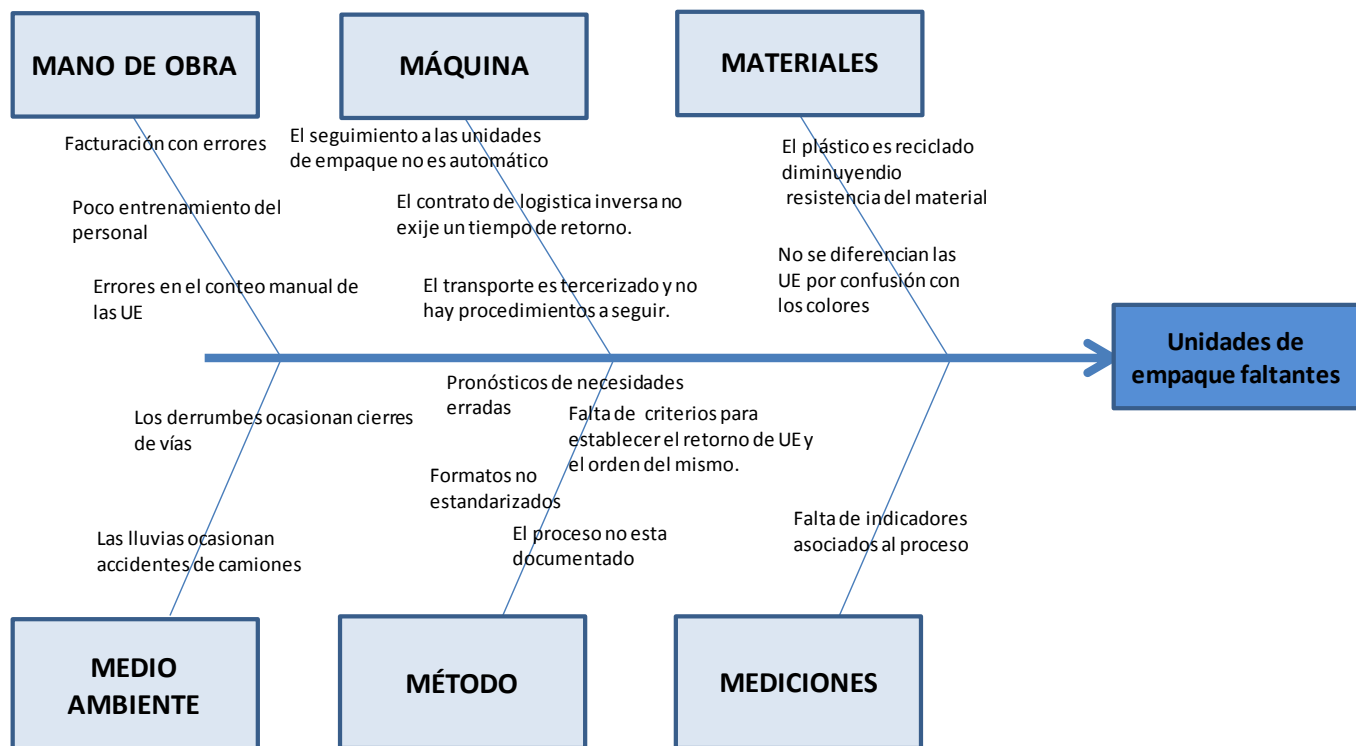 MANO DE OBRA
MÁQUINA
MATERIALES
Facturación con errores
Poco entrenamiento del
personal
Errores en el conteo manual de
las UE
El seguimiento a las unidades
de empaque no es automático
El contrato de logistica inversa no
exije un tiempo de retorno.
El transporte es tercerizado y no
hay procedimientos a seguir.
El plástico es reciclado
diminuyendio
resistencia del material
No se diferencian las
UE por confusión con
los colores
Unidades de
empaque faltantes
Los derrumbes ocasionan cierres
de vías
Las lluvias ocasionan
accidentes de camiones
Pronósticos de necesidades
erradas
Falta de criterios para
establecer el retorno de UE y
el orden del mismo.
Formatos no
estandarizados
El proceso no esta
documentado
Falta de indicadores
asociados al proceso
MEDIO
AMBIENTE
MÉTODO
MEDICIONES